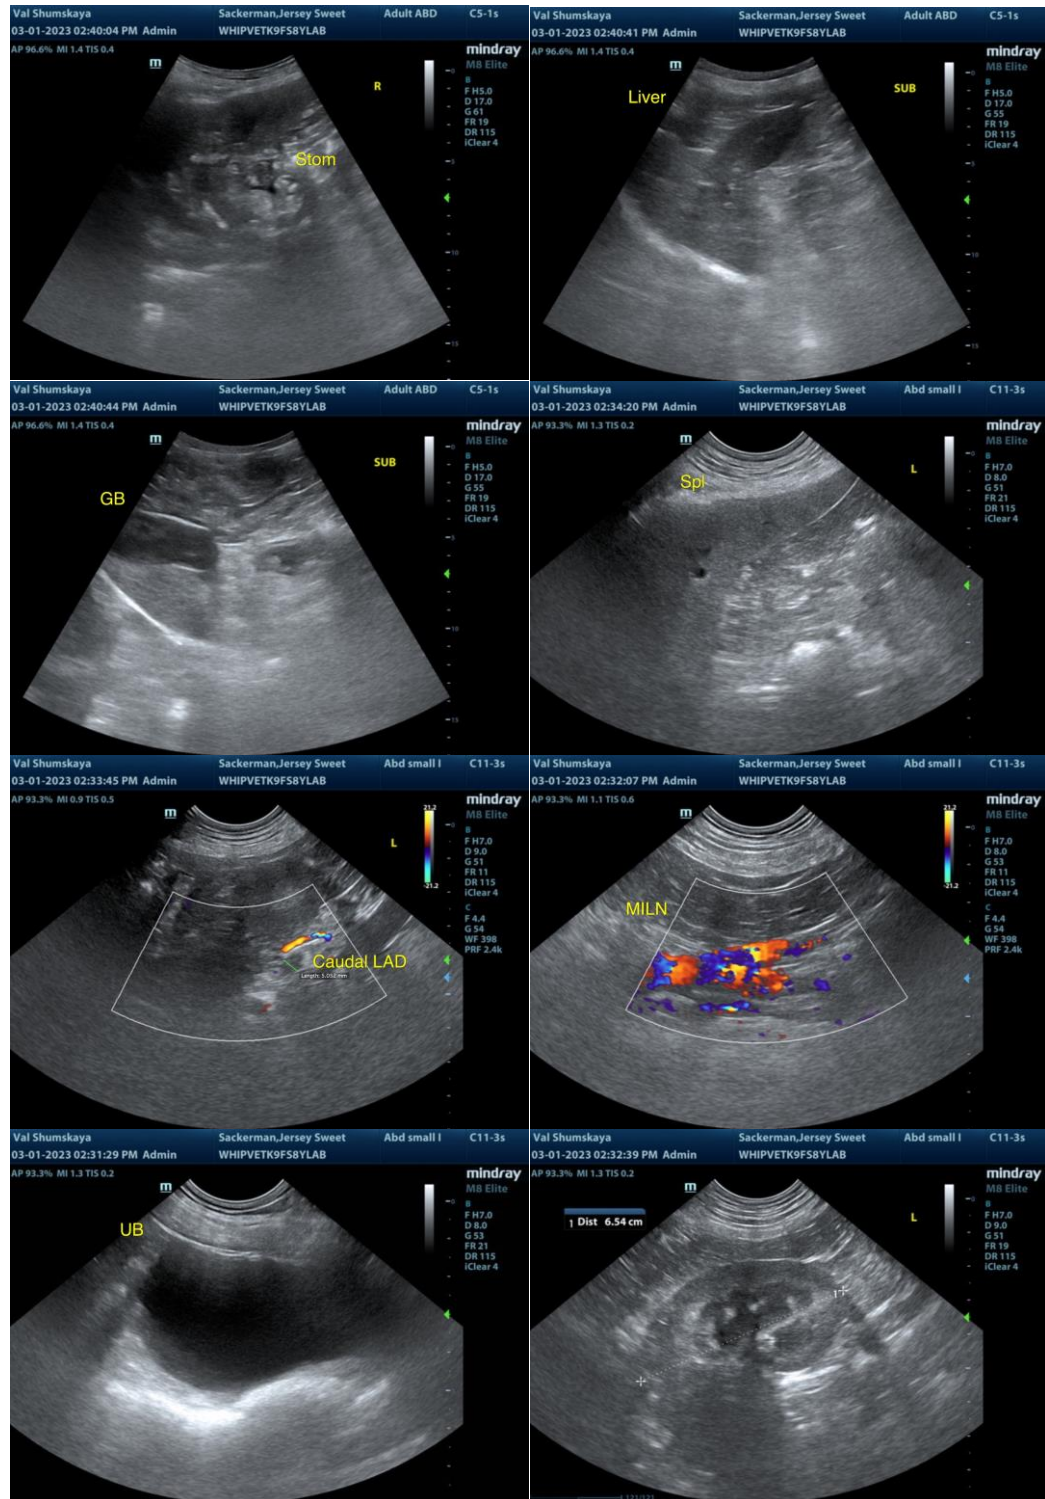 Val Shumskaya Sackerman,Jersey Sweet Adult ABD C5-1s
03-01-2023 02:40:04 PM Admin WHIPVETK9FS8YLAB
AP 96.6% MI 1.4 TIS 0.4
mindray
M8 Elite
m
R
B
F H5.0
D 17.0
G 61
FR 19
DR 115
iClear 4
0
5
10
15
Stom
Val Shumskaya Sackerman,Jersey Sweet Adult ABD C5-1s
03-01-2023 02:40:41 PM Admin WHIPVETK9FS8YLAB
AP 96.6% MI 1.4 TIS 0.4
mindray
M8 Elite
m
SUB
Liver
B
F H5.0
D 17.0
G 55
FR 19
DR 115
iClear 4
0
5
10
15
Val Shumskaya Sackerman,Jersey Sweet Adult ABD C5-1s
03-01-2023 02:40:44 PM Admin WHIPVETK9FS8YLAB
AP 96.6% MI 1.4 TIS 0.4
mindray
M8 Elite
m
SUB
GB
B
F H5.0
D 17.0
G 55
FR 19
DR 115
iClear 4
0
5
10
15
Val Shumskaya Sackerman,Jersey Sweet Abd small I C11-3s
03-01-2023 02:34:20 PM Admin WHIPVETK9FS8YLAB
AP 93.3% MI 1.3 TIS 0.2
mindray
M8 Elite
m
L
Spl
B
F H7.0
D 8.0
G 51
FR 21
DR 115
iClear 4
0
Val Shumskaya Sackerman,Jersey Sweet Abd small I C11-3s
03-01-2023 02:33:45 PM Admin WHIPVETK9FS8YLAB
AP 93.3% MI 0.9 TIS 0.5
mindray
M8 Elite
m
21.2
-21.2
L
B
F H7.0
D 9.0
G 51
FR 11
DR 115
iClear 4
C
F 4.4
G 54
WF 398
PRF 2.4k
0
Caudal LAD
Val Shumskaya Sackerman,Jersey Sweet Abd small I C11-3s
03-01-2023 02:32:07 PM Admin WHIPVETK9FS8YLAB
AP 93.3% MI 1.1 TIS 0.6
mindray
M8 Elite
m
21.2
-21.2
MILN
B
F H7.0
D 8.0
G 53
FR 11
DR 115
iClear 4
C
F 4.4
G 54
WF 398
PRF 2.4k
0
Val Shumskaya Sackerman,Jersey Sweet Abd small I C11-3s
03-01-2023 02:31:29 PM Admin WHIPVETK9FS8YLAB
AP 93.3% MI 1.3 TIS 0.2
mindray
M8 Elite
m
UB
B
F H7.0
D 8.0
G 53
FR 21
DR 115
iClear 4
0
Val Shumskaya Sackerman,Jersey Sweet Abd small I C11-3s
03-01-2023 02:32:39 PM Admin WHIPVETK9FS8YLAB
AP 93.3% MI 1.3 TIS 0.2
mindray
M8 Elite
m
L
1 Dist 6.54 cm
B
F H7.0
D 9.0
G 51
FR 19
DR 115
iClear 4
0
1